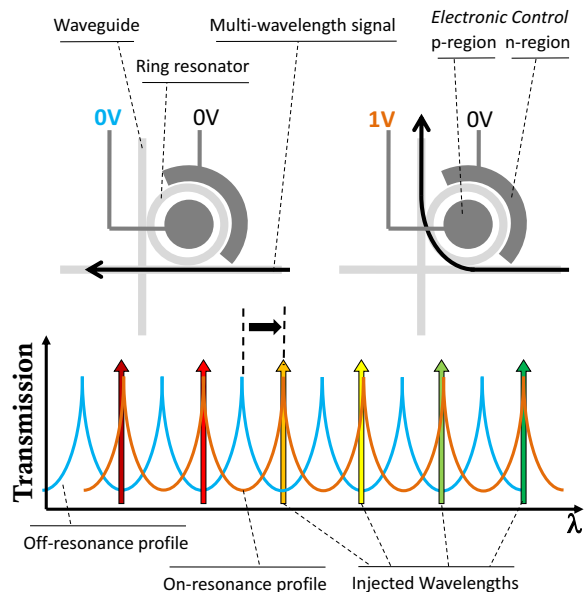 Electronic Control
Waveguide
Multi-wavelength signal
p-region
n-region
Ring resonator
0V
0V
1V
0V
Transmission
λ
Off-resonance profile
On-resonance profile
Injected Wavelengths